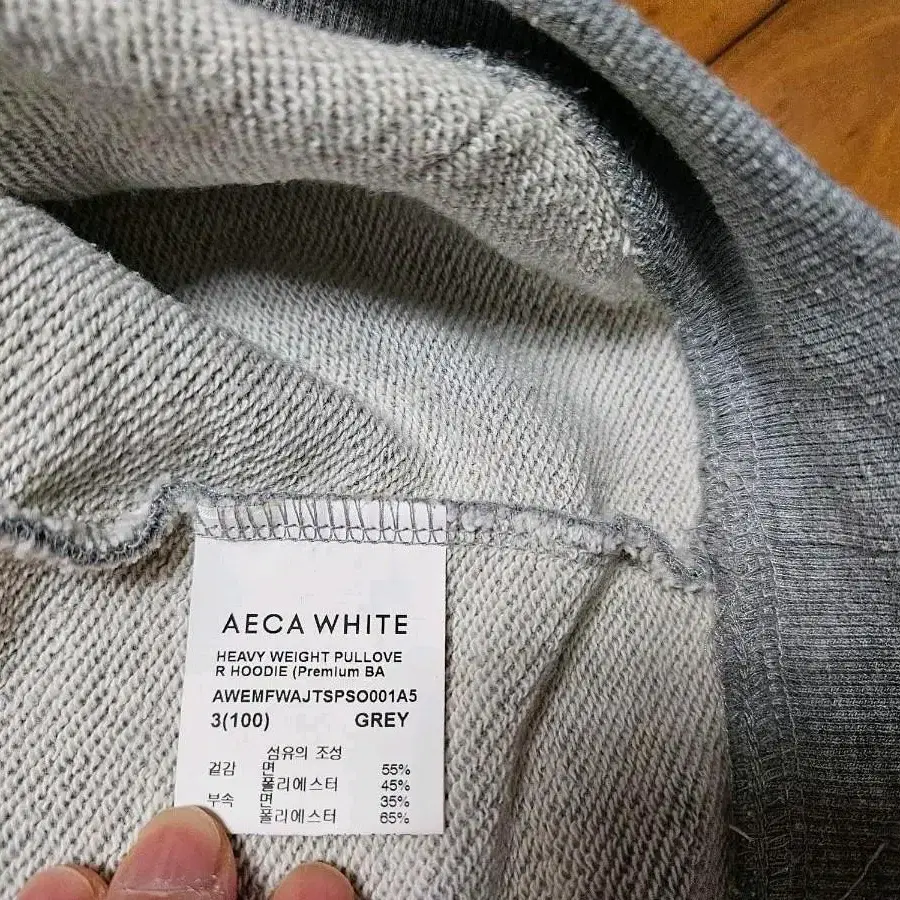 AECA WHITE
HEAVY WEIGHT PULLOVE
R HOODIE (Premium BA
AWEMFWAJTSPSO001A5
3(100) GREY
섬유의 조성
겉감 면 55%
폴리에스터 45%
부속 면 35%
폴리에스터 65%